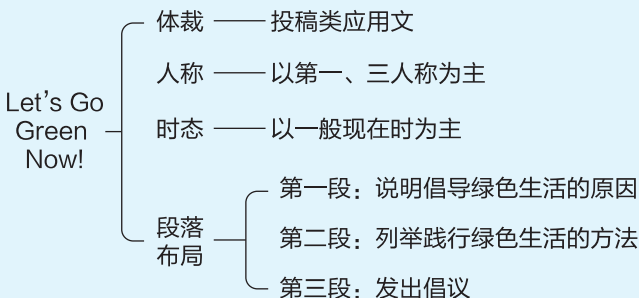 Let's Go
Green
Now!
体裁
投稿类应用文
人称
以第一、三人称为主
时态
以一般现在时为主
段落
布局
第一段：说明倡导绿色生活的原因
第二段：列举践行绿色生活的方法
第三段：发出倡议